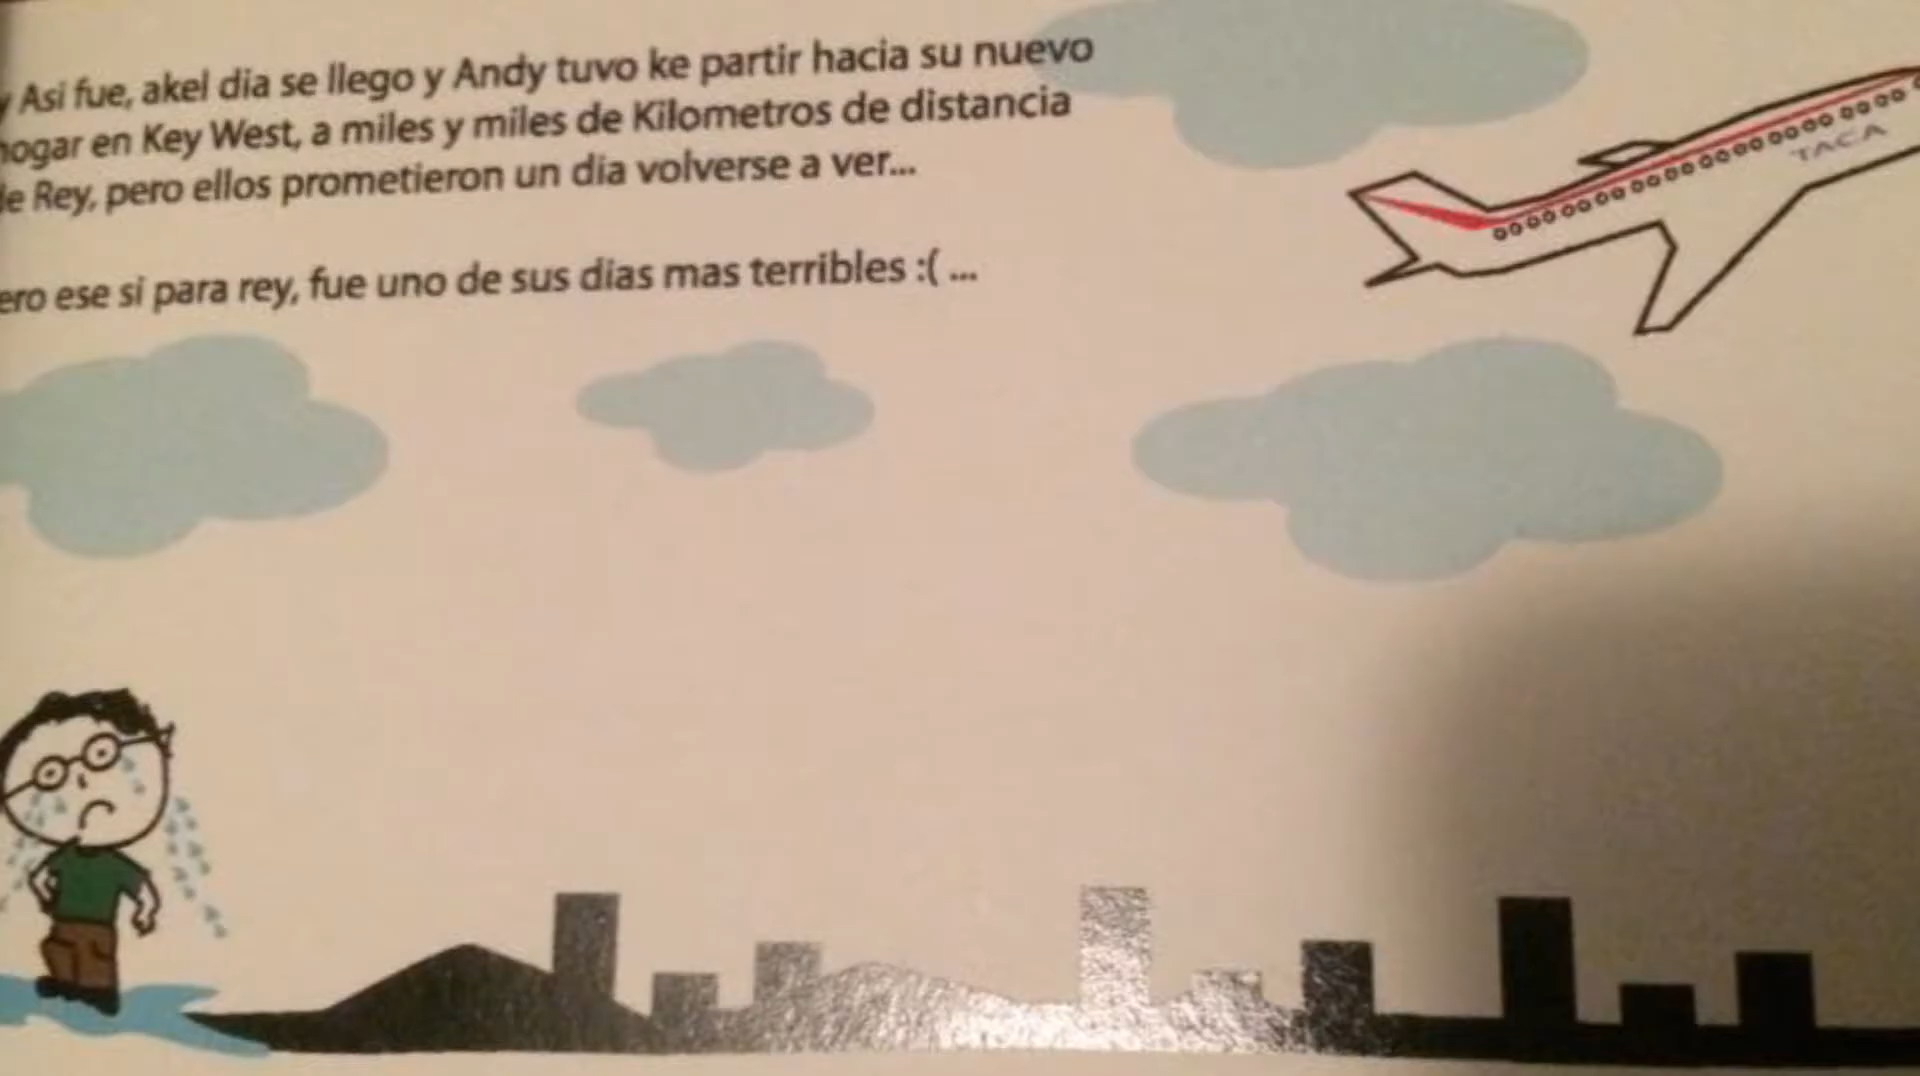 y Asi fue, akel dia se llego y Andy tuvo ke partir hacia su nuevo
hogar en Key West, a miles y miles de Kilometros de distancia
de Rey, pero ellos prometieron un dia volverse a ver...
ero ese si para rey, fue uno de sus dias mas terribles :( ...
TACA